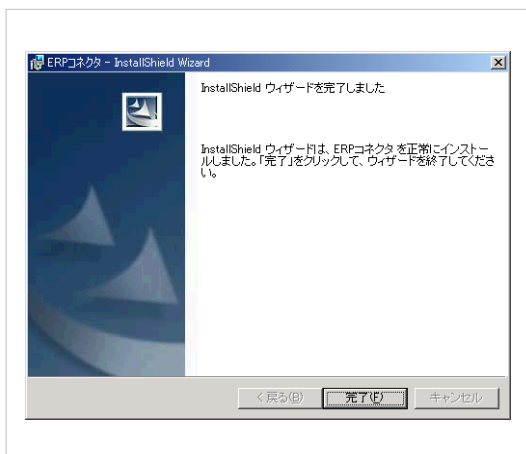 ERPコネクタ - InstallShield Wizard
InstallShield ウィザードを完了しました
InstallShield ウィザードは、ERPコネクタ を正常にインストー
ルしました。「完了」をクリックして、ウィザードを終了してくださ
い。
< 戻る(B)
完了(F)
キャンセル